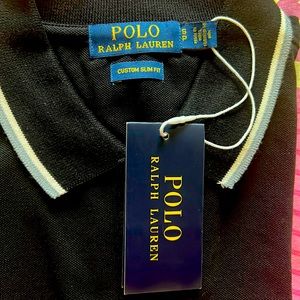 POLO
RALPH LAUREN
CUSTOM SLIM FIT
POLO
RALPH LAUREN